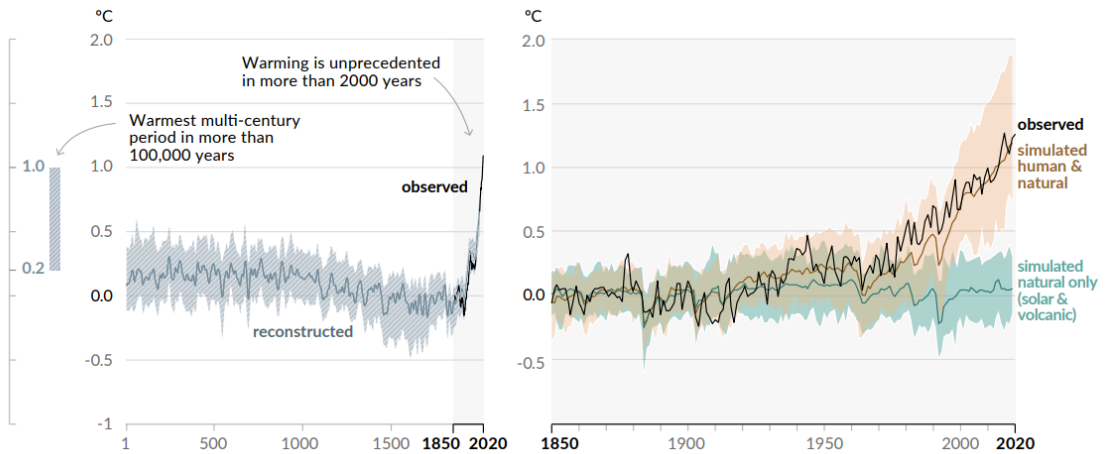 °C
2.0
1.5
1.0
0.5
0.0
-0.5
-1
1.0
0.2
Warming is unprecedented
in more than 2000 years
Warmest multi-century
period in more than
100,000 years
observed
reconstructed
1
500
1000
1500
1850
2020
°C
2.0
1.5
1.0
0.5
0.0
-0.5
observed
simulated
human &
natural
simulated
natural only
(solar &
volcanic)
1850
1900
1950
2000
2020